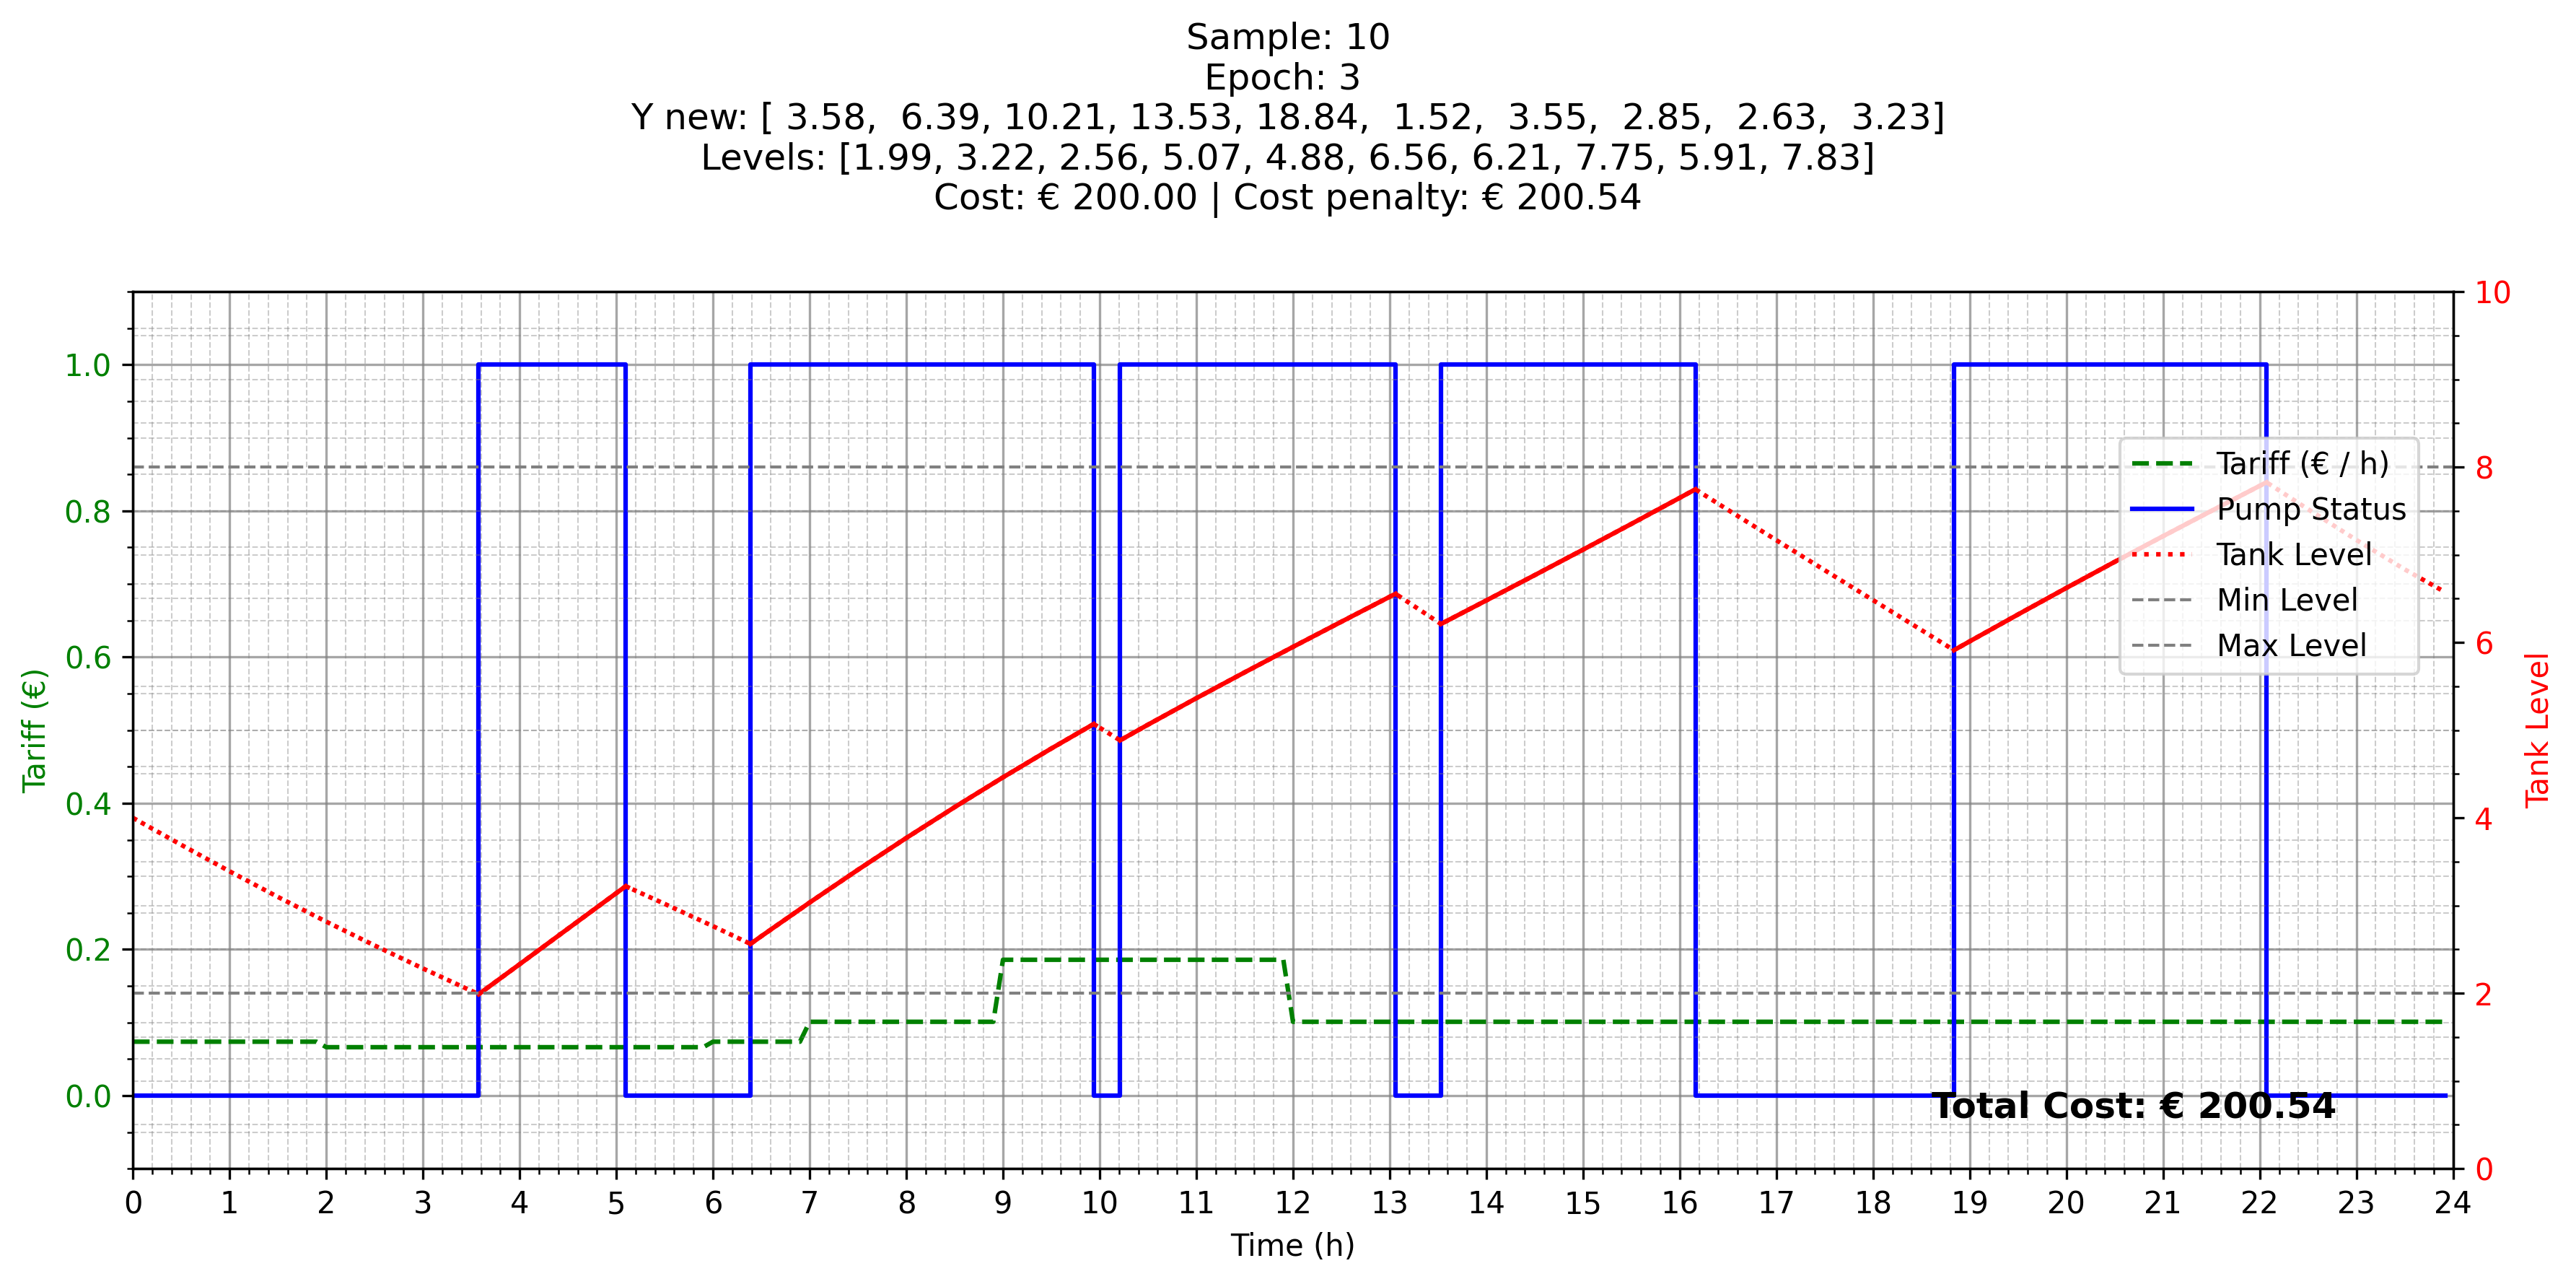 Sample: 10
Epoch: 3
Y new: [ 3.58,  6.39, 10.21, 13.53, 18.84,  1.52,  3.55,  2.85,  2.63,  3.23]
Levels: [1.99, 3.22, 2.56, 5.07, 4.88, 6.56, 6.21, 7.75, 5.91, 7.83]
Cost: € 200.00 | Cost penalty: € 200.54
1.0
0.8
0.6
0.4
0.2
0.0
Tariff (€)
10
8
6
4
2
0
Tank Level
Tariff (€ / h)
Pump Status
Tank Level
Min Level
Max Level
Total Cost: € 200.54
0 1 2 3 4 5 6 7 8 9 10 11 12 13 14 15 16 17 18 19 20 21 22 23 24
Time (h)